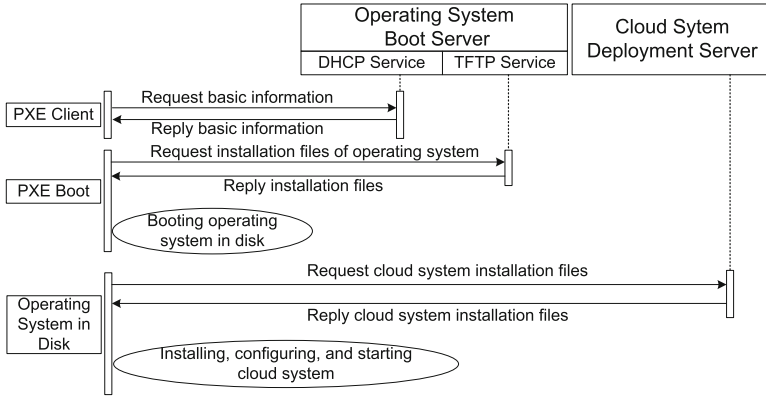 Operating System
Boot Server
DHCP Service
TFTP Service
Cloud Sytem
Deployment Server
PXE Client
Request basic information
Reply basic information
PXE Boot
Request installation files of operating system
Reply installation files
Booting operating
system in disk
Operating
System in
Disk
Request cloud system installation files
Reply cloud system installation files
Installing, configuring, and starting
cloud system